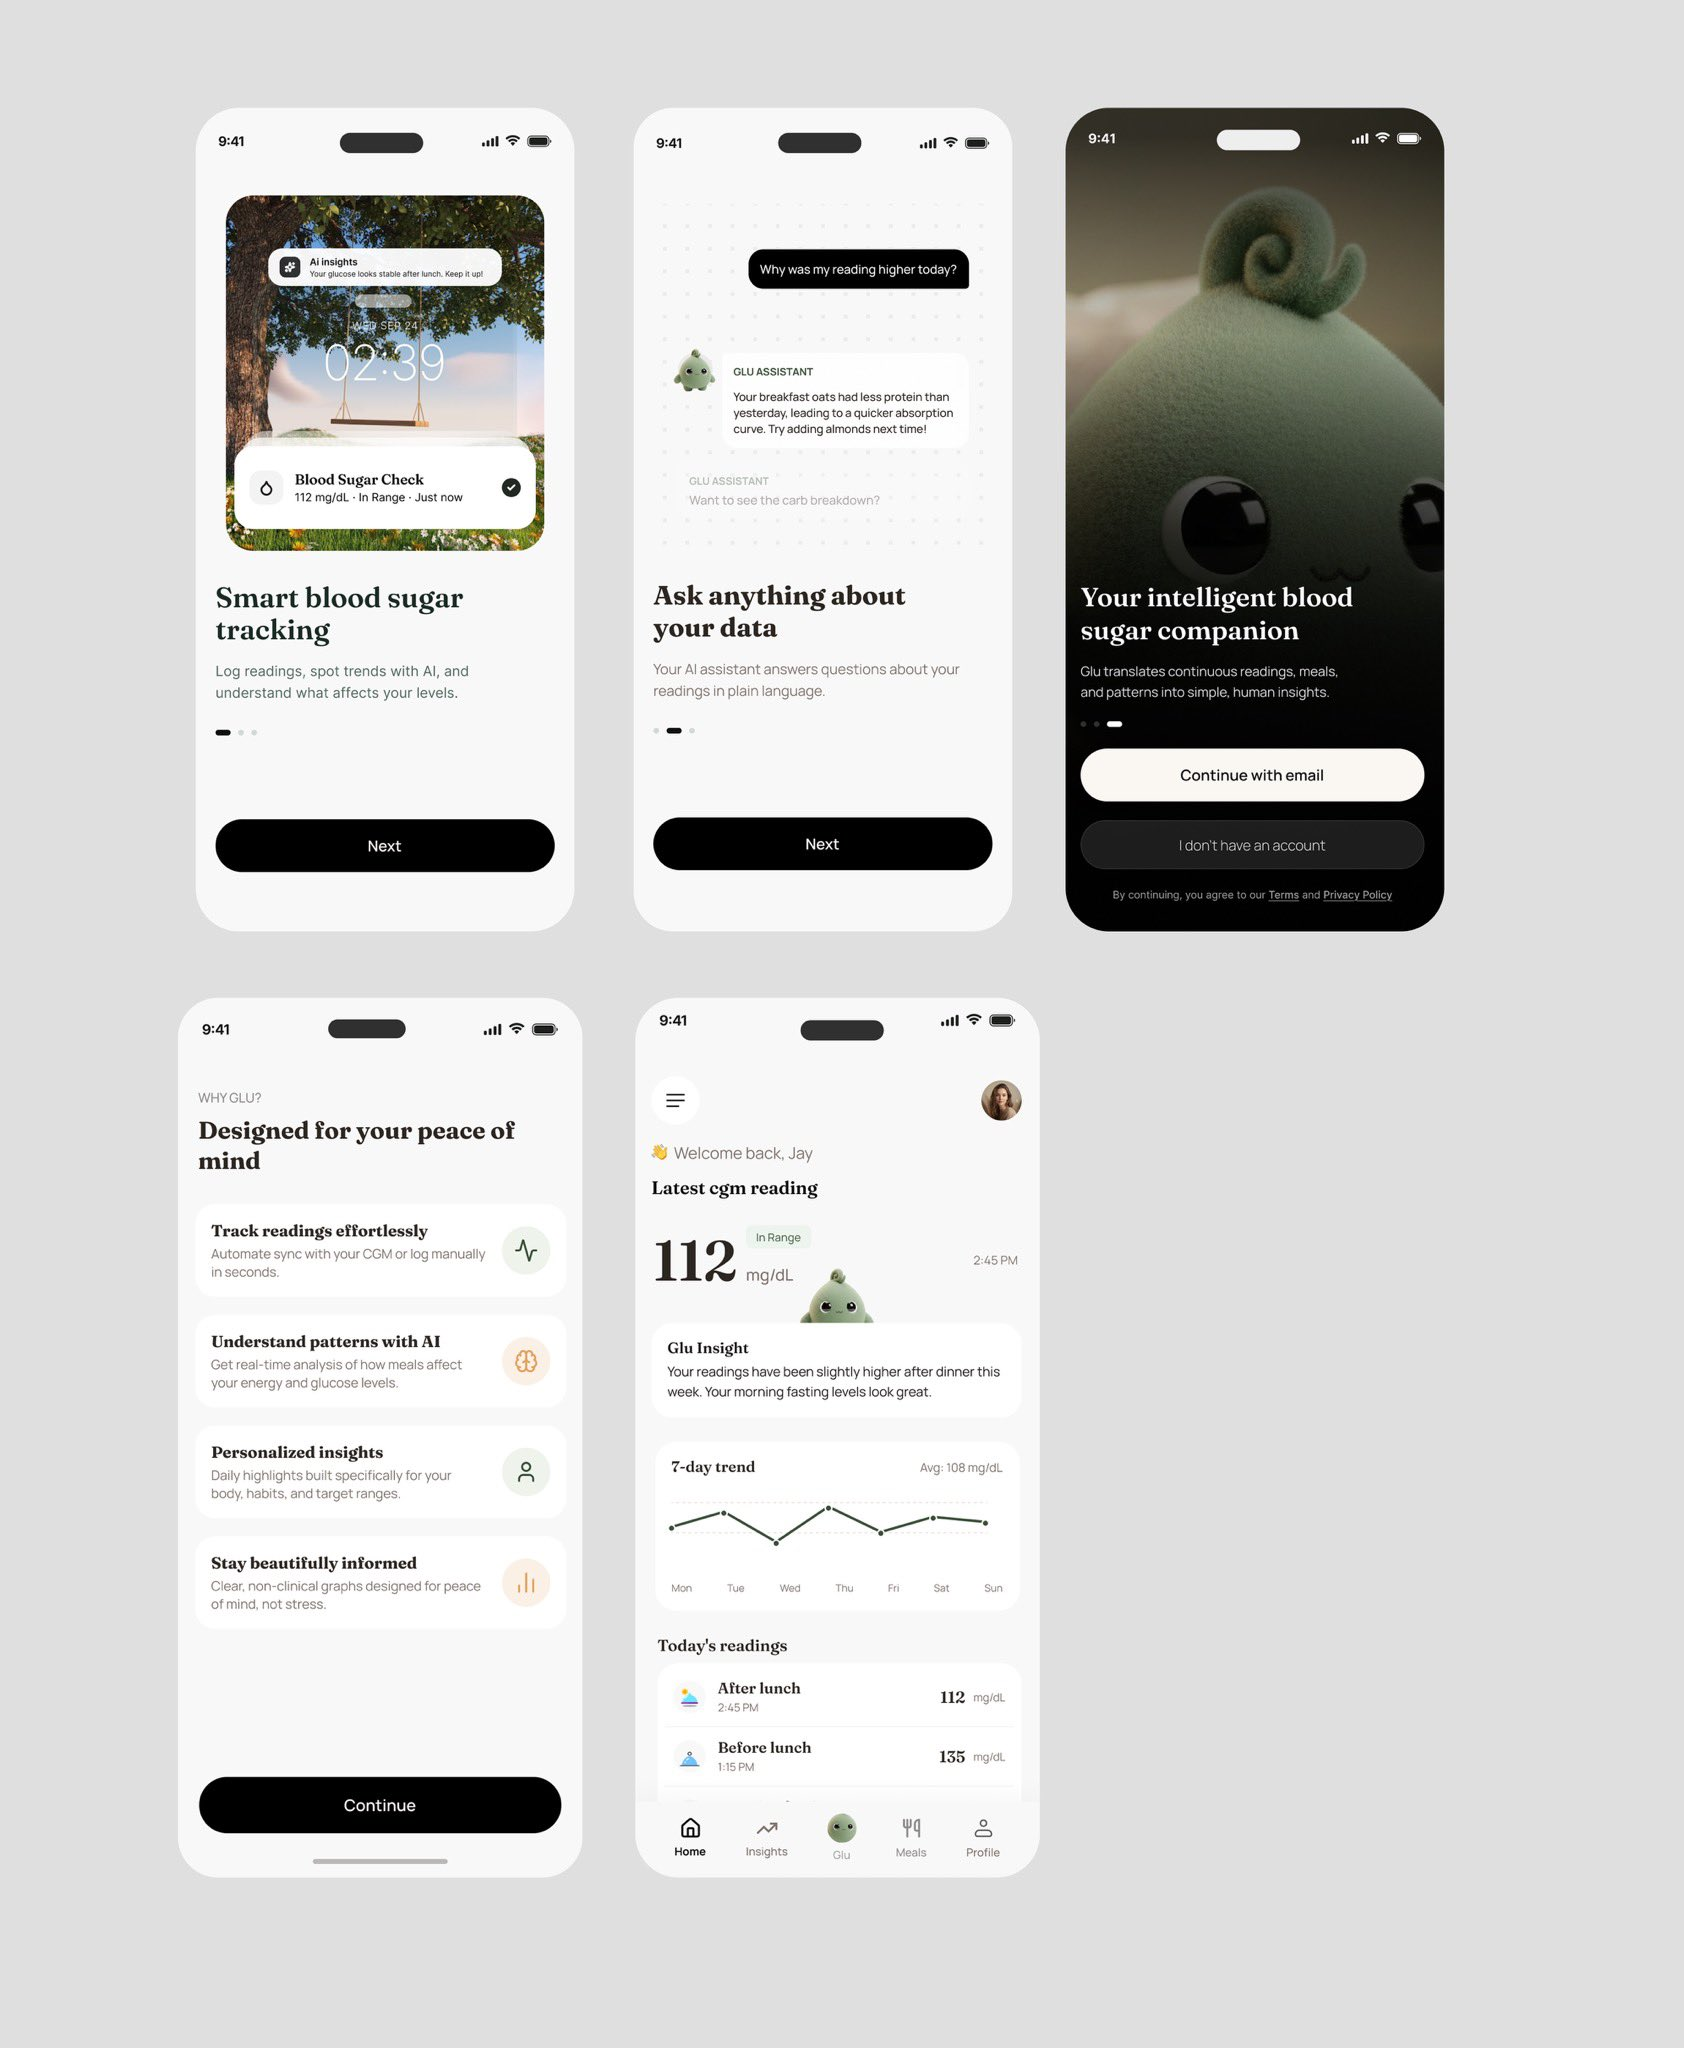 9:41
Ai insights
Your glucose looks stable after lunch. Keep it up!
WED SEP 24
02:39
Blood Sugar Check
112 mg/dL · In Range · Just now
Smart blood sugar
tracking
Log readings, spot trends with AI, and
understand what affects your levels.
Next
9:41
Why was my reading higher today?
GLU ASSISTANT
Your breakfast oats had less protein than
yesterday, leading to a quicker absorption
curve. Try adding almonds next time!
GLU ASSISTANT
Want to see the carb breakdown?
Ask anything about
your data
Your AI assistant answers questions about your
readings in plain language.
Next
9:41
Your intelligent blood
sugar companion
Glu translates continuous readings, meals,
and patterns into simple, human insights.
Continue with email
I don't have an account
By continuing, you agree to our Terms and Privacy Policy
9:41
WHY GLU?
Designed for your peace of
mind
Track readings effortlessly
Automate sync with your CGM or log manually
in seconds.
Understand patterns with AI
Get real-time analysis of how meals affect
your energy and glucose levels.
Personalized insights
Daily highlights built specifically for your
body, habits, and target ranges.
Stay beautifully informed
Clear, non-clinical graphs designed for peace
of mind, not stress.
Continue
9:41
👋 Welcome back, Jay
Latest cgm reading
112 mg/dL
In Range
2:45 PM
Glu Insight
Your readings have been slightly higher after dinner this
week. Your morning fasting levels look great.
7-day trend
Avg: 108 mg/dL
Mon Tue Wed Thu Fri Sat Sun
Today's readings
After lunch
2:45 PM
112 mg/dL
Before lunch
1:15 PM
135 mg/dL
Home Insights Glu Meals Profile